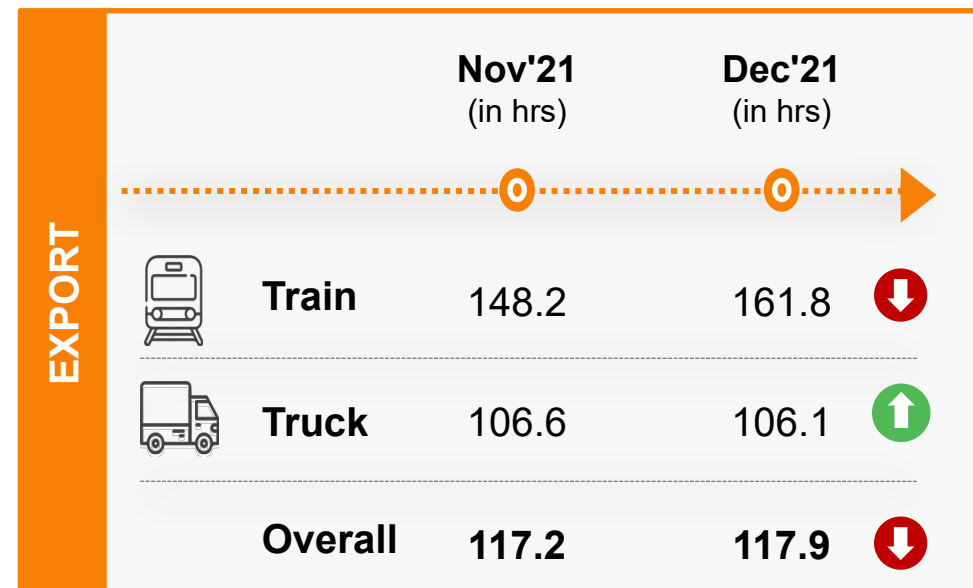 EXPORT
Nov'21 Dec'21
(in hrs) (in hrs)
Train 148.2 161.8
Truck 106.6 106.1
Overall 117.2 117.9